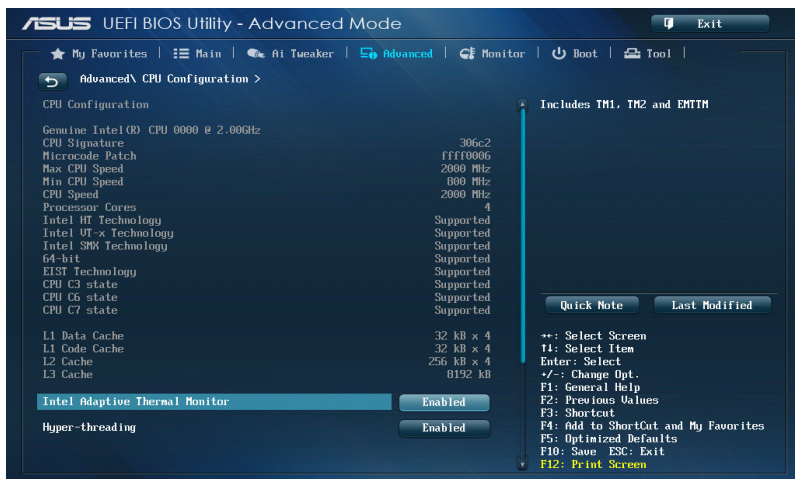 ASUS UEFI BIOS Utility - Advanced Mode
Exit
My Favorites | Main | Ai Tweaker | Advanced | Monitor | Boot | Tool |
Advanced\ CPU Configuration >
CPU Configuration
Includes TM1, TM2 and EMTTM
Genuine Intel(R) CPU 0000 @ 2.00GHz
CPU Signature 306c2
Microcode Patch ffff0006
Max CPU Speed 2000 MHz
Min CPU Speed 800 MHz
CPU Speed 2000 MHz
Processor Cores 4
Intel HT Technology Supported
Intel VT-x Technology Supported
Intel SMX Technology Supported
64-bit Supported
EIST Technology Supported
CPU C3 state Supported
CPU C6 state Supported
CPU C7 state Supported
L1 Data Cache 32 kB x 4
L1 Code Cache 32 kB x 4
L2 Cache 256 kB x 4
L3 Cache 8192 kB
Intel Adaptive Thermal Monitor Enabled
Hyper-threading Enabled
Quick Note
Last Modified
→←: Select Screen
↑↓: Select Item
Enter: Select
+/-: Change Opt.
F1: General Help
F2: Previous Values
F3: Shortcut
F4: Add to ShortCut and My Favorites
F5: Optimized Defaults
F10: Save ESC: Exit
F12: Print Screen